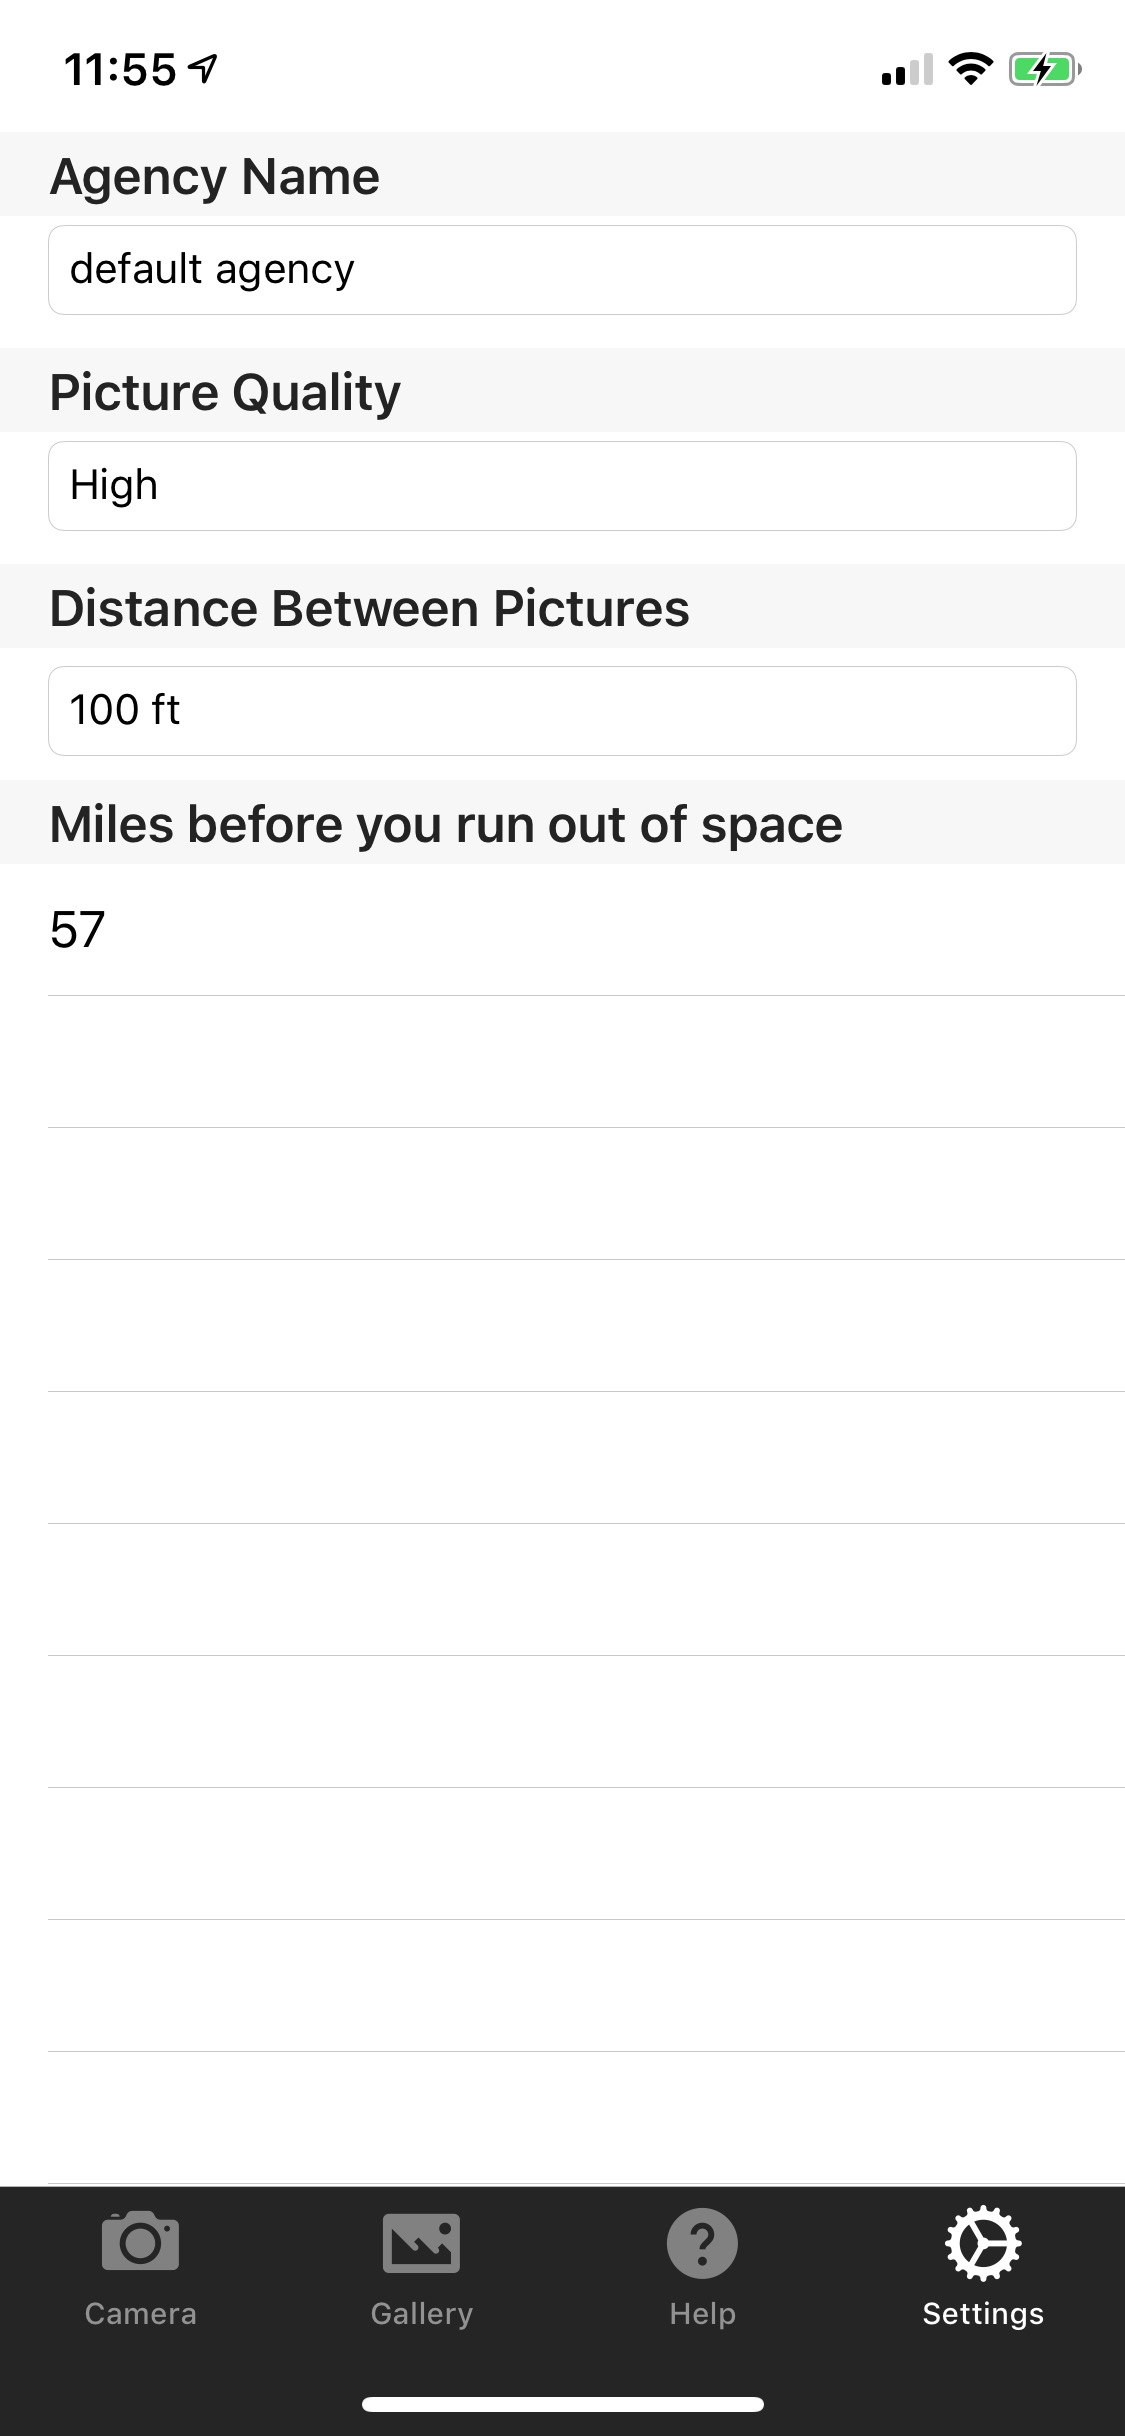 11:55
Agency Name
default agency
Picture Quality
High
Distance Between Pictures
100 ft
Miles before you run out of space
57
Camera Gallery Help Settings